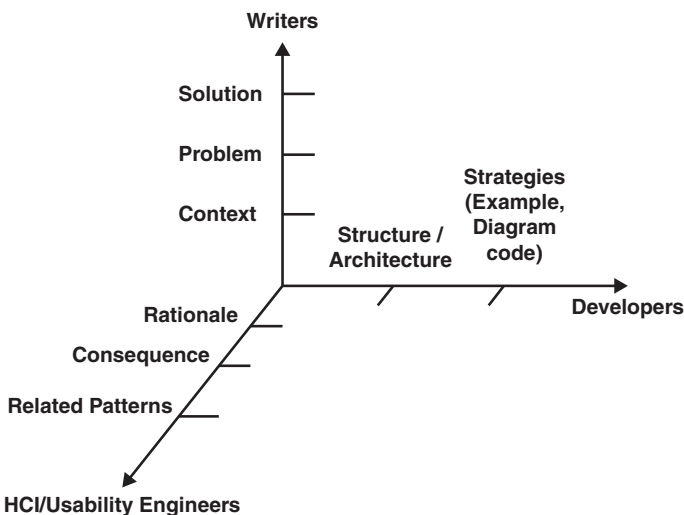 Writers
Solution
Problem
Context
Strategies
(Example,
Diagram
code)
Structure /
Architecture
Developers
Rationale
Consequence
Related Patterns
HCI/Usability Engineers